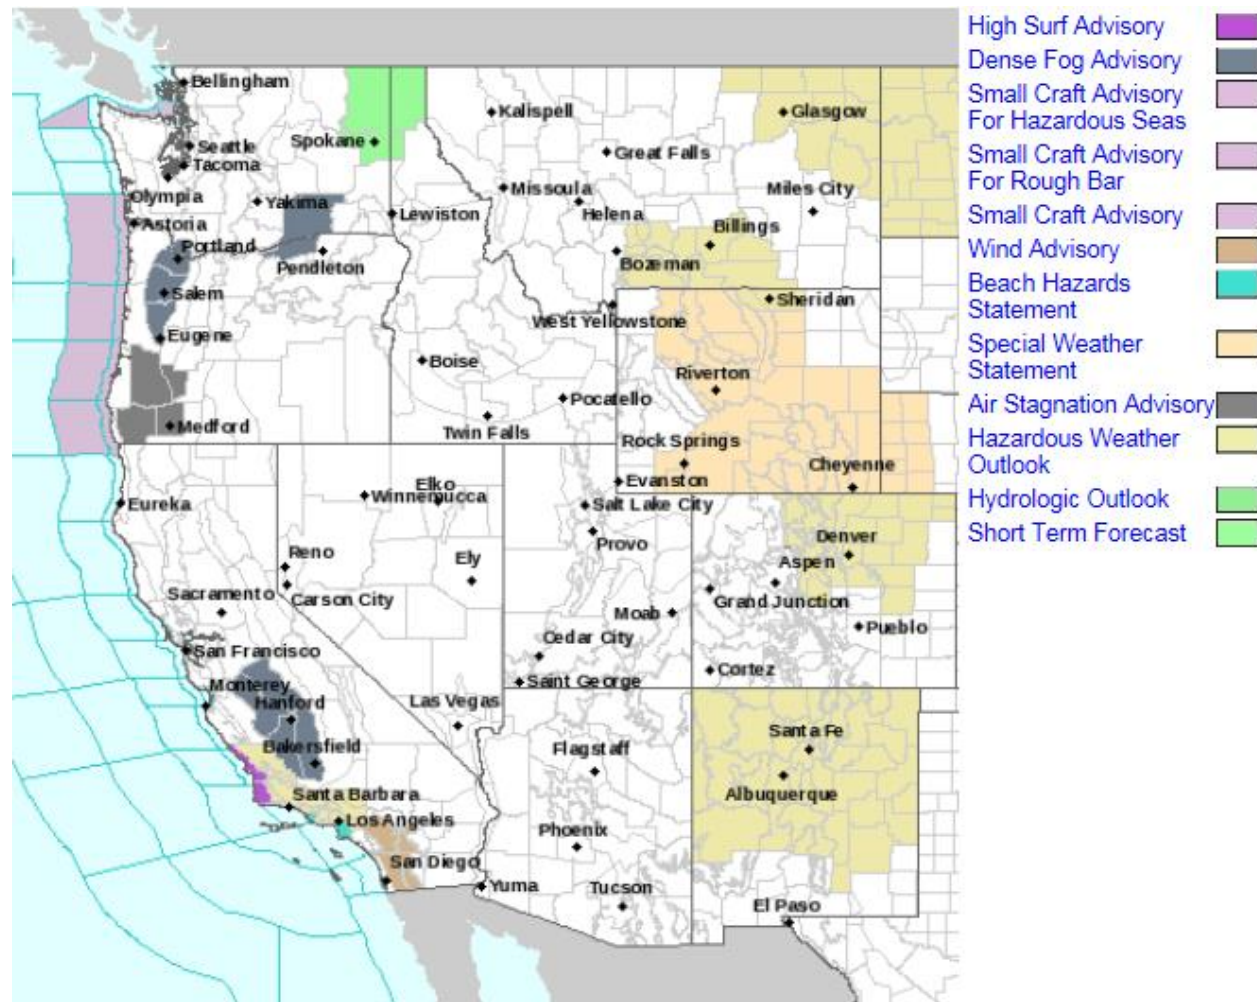 High Surf Advisory
Dense Fog Advisory
Small Craft Advisory
For Hazardous Seas
Small Craft Advisory
For Rough Bar
Small Craft Advisory
Wind Advisory
Beach Hazards
Statement
Special Weather
Statement
Air Stagnation Advisory
Hazardous Weather
Outlook
Hydrologic Outlook
Short Term Forecast
Bellingham
Kalispell
Glasgow
Spokane
Seattle
Great Falls
Tacoma
Olympia
Yakima
Missoula
Miles City
Helena
Lewiston
Astoria
Portland
Billings
Pendleton
Bozeman
Salem
Sheridan
West Yellowstone
Eugene
Boise
Riverton
Pocatello
Medford
Twin Falls
Rock Springs
Cheyenne
Evanston
Elko
Winnemucca
Eureka
Salt Lake City
Provo
Denver
Reno
Ely
Aspen
Carson City
Sacramento
Grand Junction
Moab
Pueblo
Cedar City
San Francisco
Cortez
Saint George
Monterey
Hanford
Las Vegas
Santa Fe
Bakersfield
Flagstaff
Albuquerque
Santa Barbara
Los Angeles
Phoenix
San Diego
Yuma
Tucson
El Paso